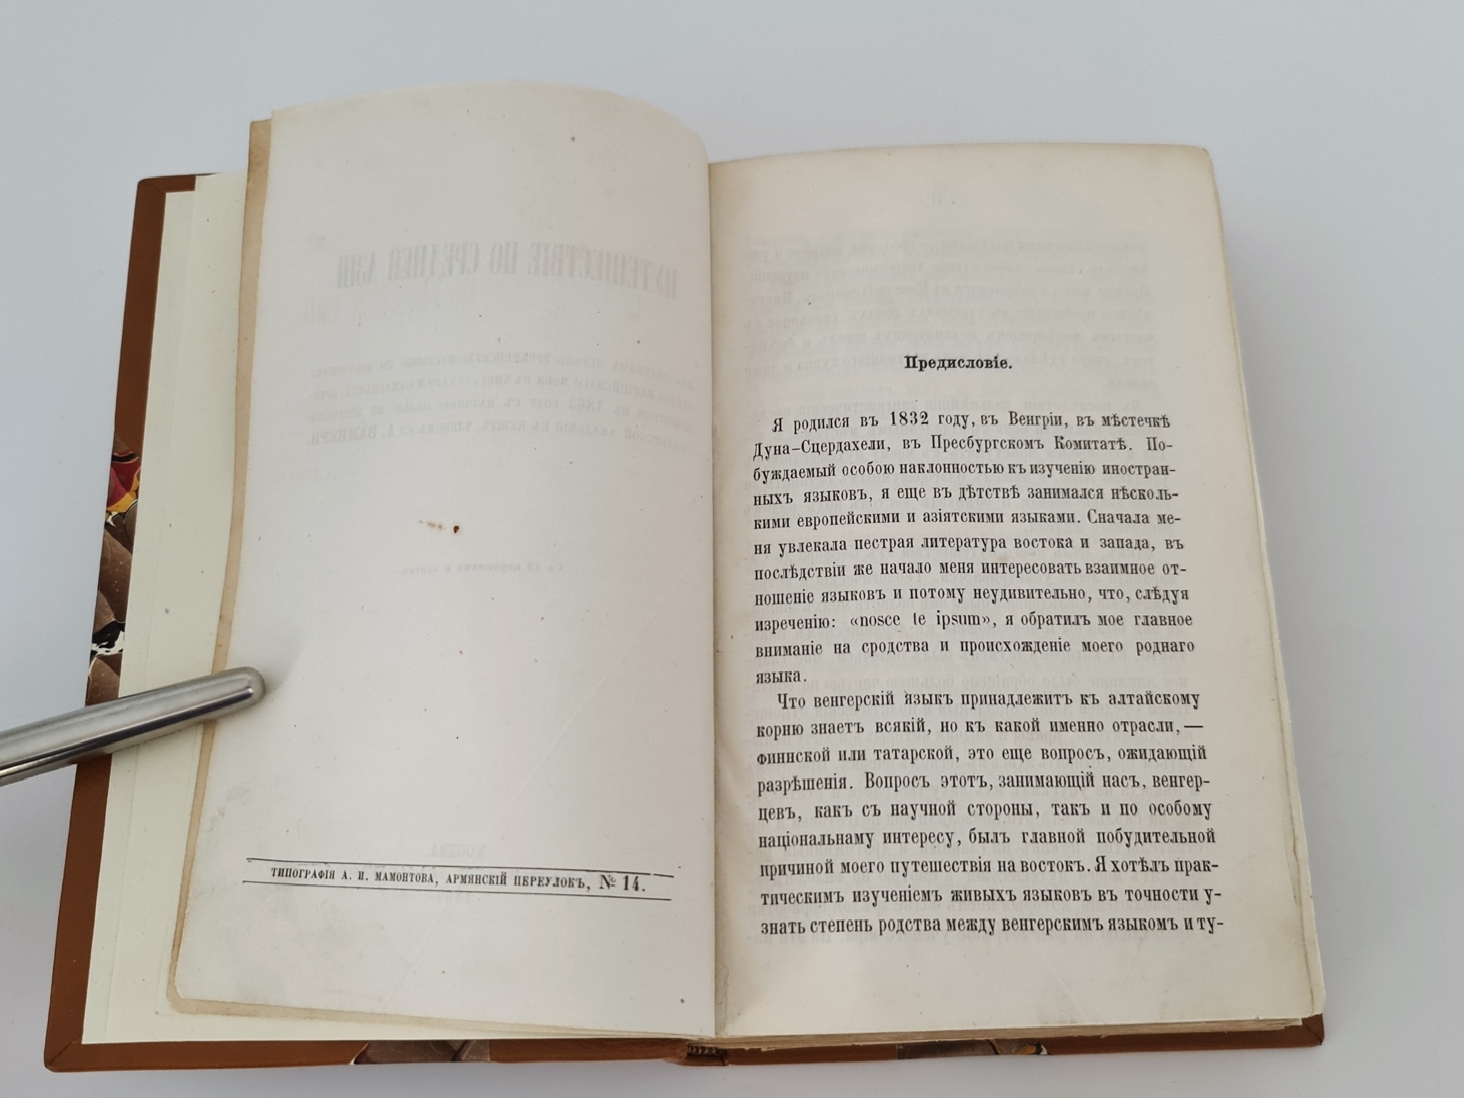 ТИПОГРАФІЯ А. И. МАМОНТОВА, АРМЯНСКІЙ ПЕРЕУЛОКЪ, № 14.
Предисловіе.
Я родился въ 1832 году, въ Венгріи, въ мѣстечкѣ
Дуна-Сцердахели, въ Пресбургскомъ Комитатѣ. По-
буждаемый особою наклонностью къ изученію иностран-
ныхъ языковъ, я еще въ дѣтствѣ занимался нѣсколь-
кими европейскими и азіятскими языками. Сначала ме-
ня увлекала пестрая литература востока и запада, въ
послѣдствіи же начало меня интересовать взаимное от-
ношеніе языковъ и потому неудивительно, что, слѣдуя
изреченію: «nosce te ipsum», я обратилъ мое главное
вниманіе на сродства и происхожденіе моего роднаго
языка.
Что венгерскій языкъ принадлежитъ къ алтайскому
корню знаетъ всякій, но къ какой именно отрасли, —
финнской или татарской, это еще вопросъ, ожидающій
разрѣшенія. Вопросъ этотъ, занимающій насъ, венгер-
цевъ, какъ съ научной стороны, такъ и по особому
національнаму интересу, былъ главной побудительной
причиной моего путешествія на востокъ. Я хотѣлъ прак-
тическимъ изученіемъ живыхъ языковъ въ точности у-
знать степень родства между венгерскимъ языкомъ и ту-